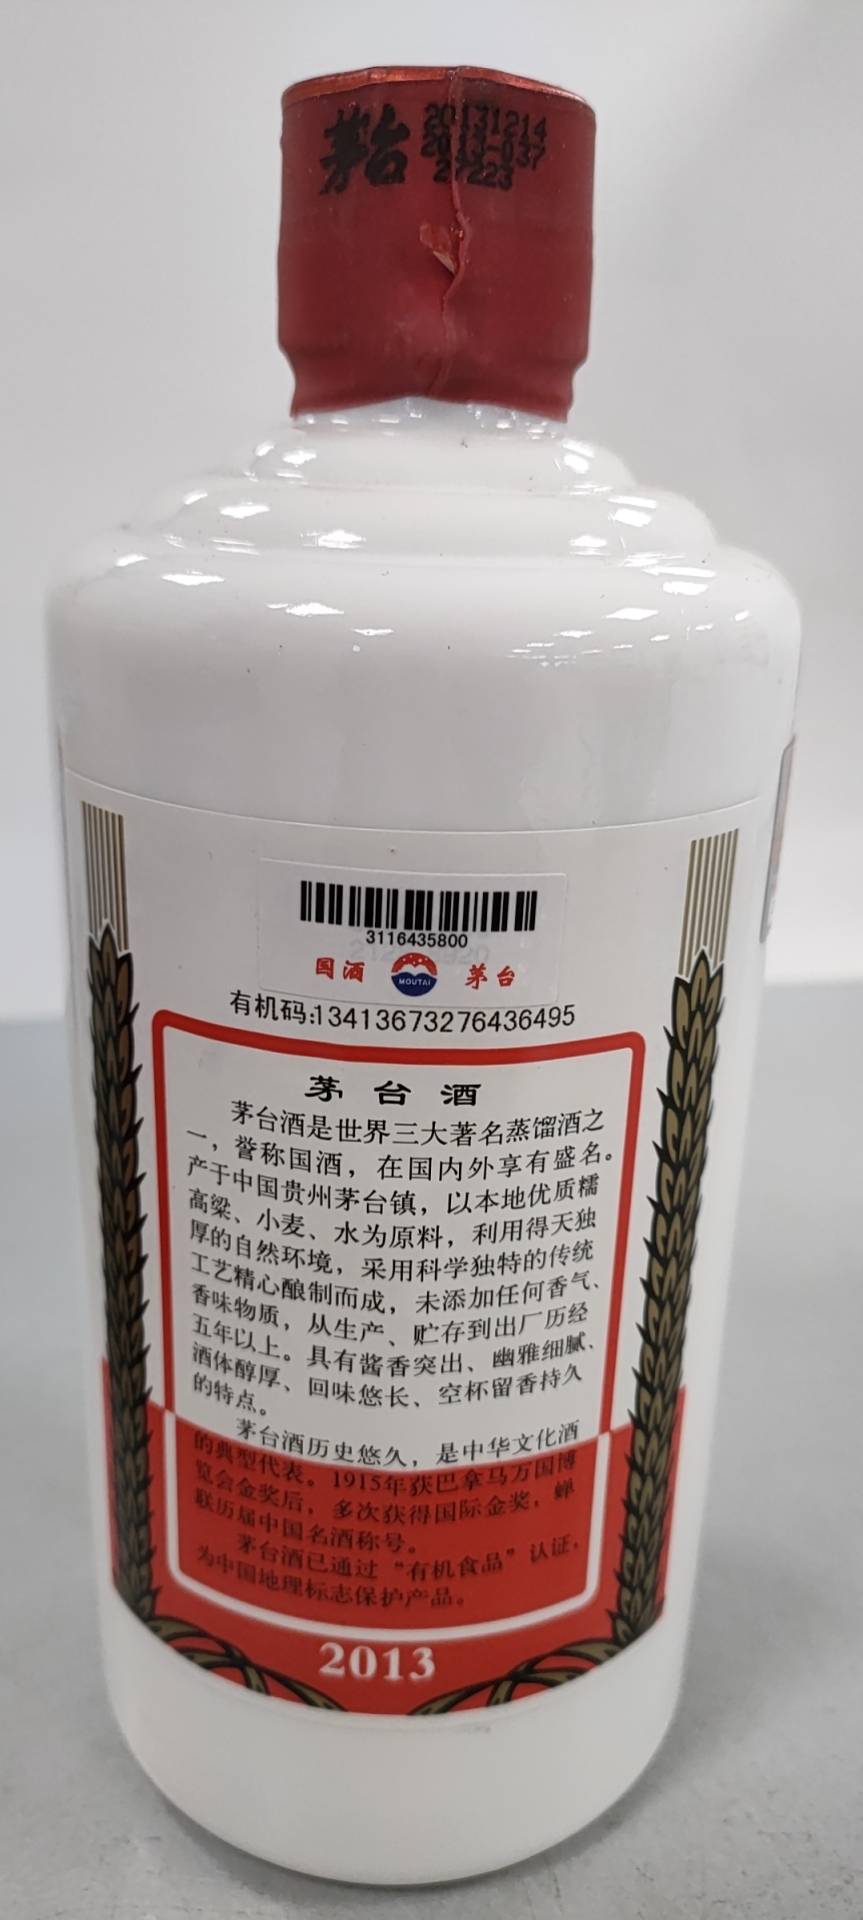 茅台
20131214
2013-037
27223
3116435800
国酒
MOUTAI
茅台
有机码:13413673276436495
茅台酒
茅台酒是世界三大著名蒸馏酒之
一，誉称国酒，在国内外享有盛名。
产于中国贵州茅台镇，以本地优质糯
高粱、小麦、水为原料，利用得天独
厚的自然环境，采用科学独特的传统
工艺精心酿制而成，未添加任何香气、
香味物质，从生产、贮存到出厂历经
五年以上。具有酱香突出、幽雅细腻、
酒体醇厚、回味悠长、空杯留香持久
的特点。
茅台酒历史悠久，是中华文化酒
的典型代表。1915年获巴拿马万国博
览会金奖后，多次获得国际金奖，蝉
联历届中国名酒称号。
茅台酒已通过“有机食品”认证，
为中国地理标志保护产品。
2013